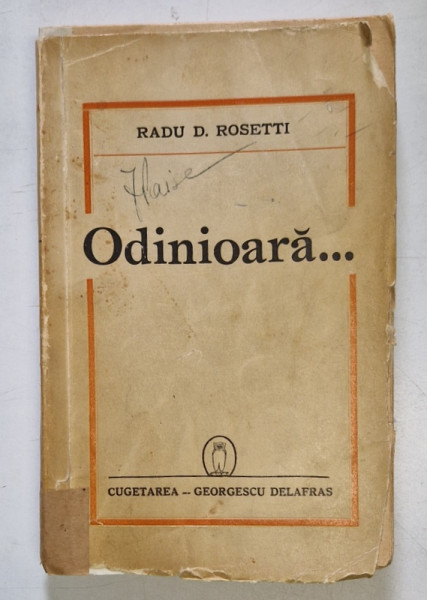 RADU D. ROSETTI
Odinioară...
CUGETAREA — GEORGESCU DELAFRAS